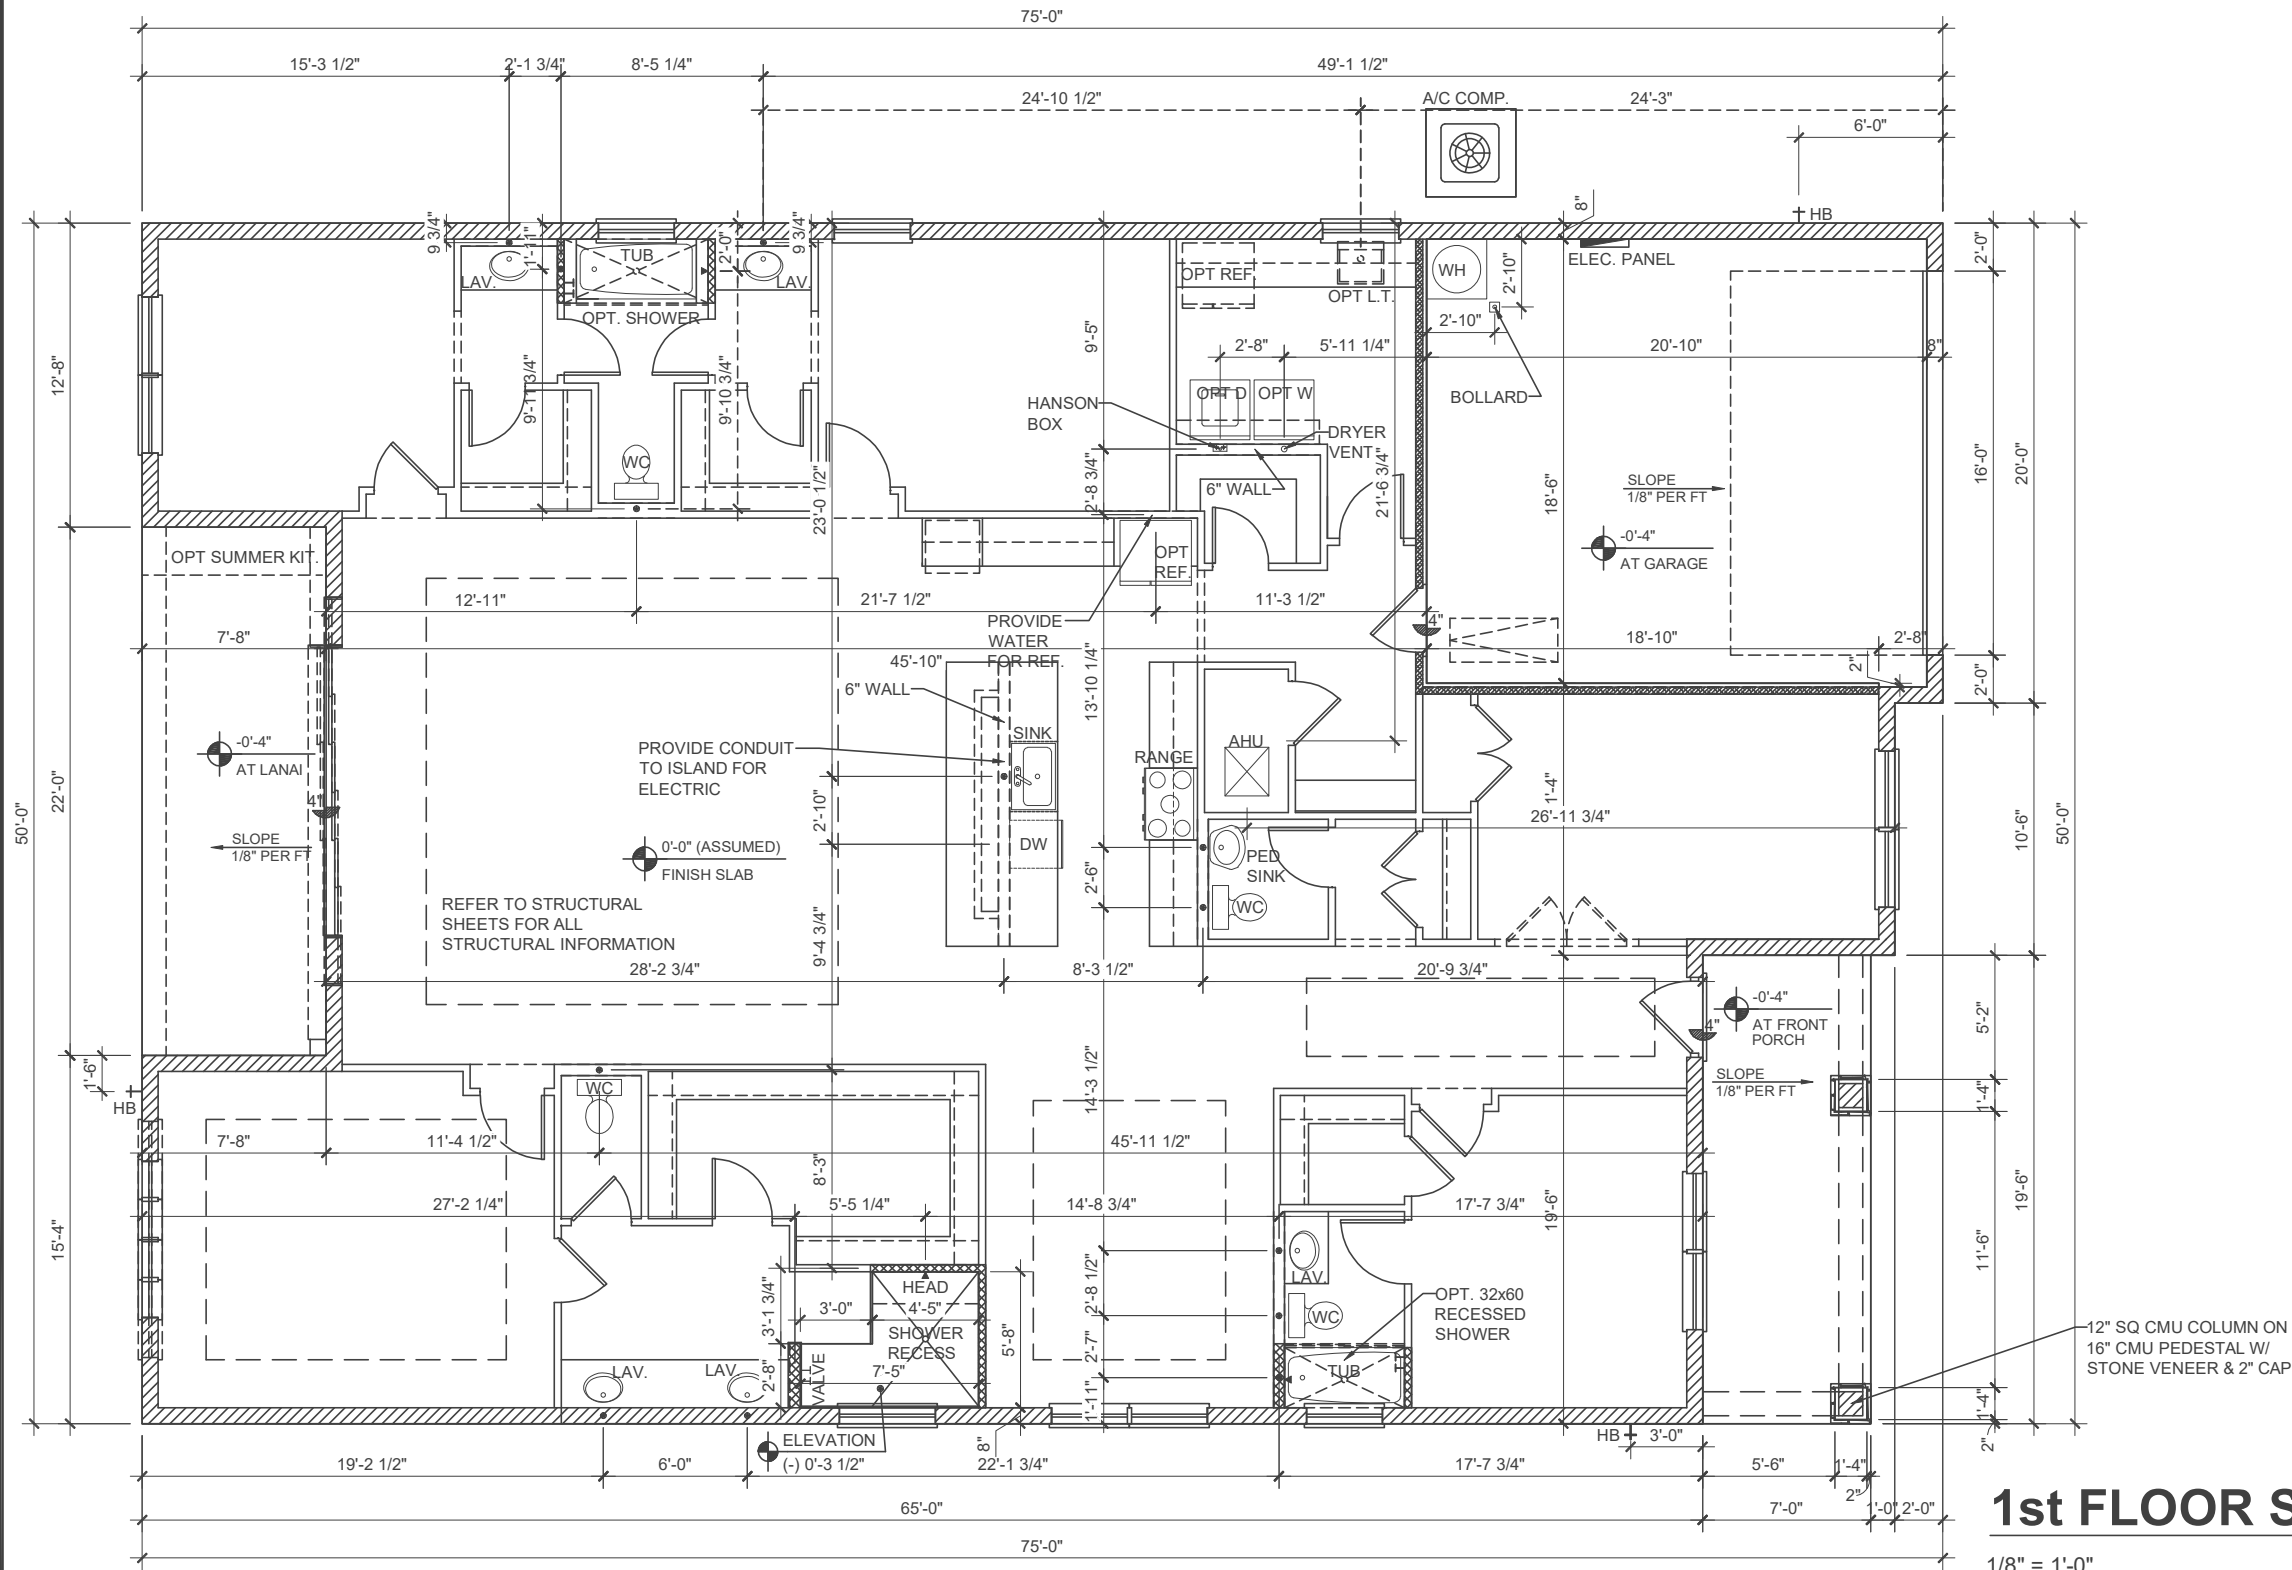 75'-0"
15'-3 1/2"
2'-1 3/4"
8'-5 1/4"
49'-1 1/2"
24'-10 1/2"
A/C COMP.
24'-3"
6'-0"
8"
HB
9 3/4"
1'-11"
2'-0"
9 3/4"
TUB
LAV.
LAV.
OPT. SHOWER
OPT REF.
OPT L.T.
WH
2'-10"
ELEC. PANEL
2'-0"
2'-10"
12'-8"
9'-11 3/4"
9'-10 3/4"
9'-5"
2'-8"
5'-11 1/4"
20'-10"
8"
HANSON
BOX
OPT D
OPT W
BOLLARD
DRYER
VENT
WC
23'-0 1/2"
2'-8 3/4"
6" WALL
21'-6 3/4"
18'-6"
SLOPE
1/8" PER FT
16'-0"
20'-0"
-0'-4"
AT GARAGE
OPT SUMMER KIT.
OPT
REF.
12'-11"
21'-7 1/2"
11'-3 1/2"
PROVIDE
WATER
FOR REF.
4"
7'-8"
45'-10"
18'-10"
2'-8"
2"
2'-0"
6" WALL
13'-10 1/4"
-0'-4"
AT LANAI
PROVIDE CONDUIT
TO ISLAND FOR
ELECTRIC
SINK
RANGE
AHU
22'-0"
50'-0"
4"
2'-10"
1'-4"
26'-11 3/4"
10'-6"
50'-0"
SLOPE
1/8" PER FT
0'-0" (ASSUMED)
FINISH SLAB
DW
PED
SINK
2'-6"
WC
REFER TO STRUCTURAL
SHEETS FOR ALL
STRUCTURAL INFORMATION
9'-4 3/4"
28'-2 3/4"
8'-3 1/2"
20'-9 3/4"
-0'-4"
AT FRONT
PORCH
4"
5'-2"
1'-6"
HB
WC
14'-3 1/2"
SLOPE
1/8" PER FT
1'-4"
7'-8"
11'-4 1/2"
8'-3"
45'-11 1/2"
19'-6"
27'-2 1/4"
5'-5 1/4"
14'-8 3/4"
17'-7 3/4"
19'-6"
15'-4"
11'-6"
3'-1 3/4"
HEAD
3'-0"
4'-5"
SHOWER
RECESS
5'-8"
2'-8 1/2"
LAV.
WC
OPT. 32x60
RECESSED
SHOWER
2'-7"
12" SQ CMU COLUMN ON
16" CMU PEDESTAL W/
STONE VENEER & 2" CAP
LAV.
LAV.
2'-8"
VALVE
7'-5"
TUB
1'-11"
1'-4"
2"
ELEVATION
(-) 0'-3 1/2"
8"
HB
3'-0"
19'-2 1/2"
6'-0"
22'-1 3/4"
17'-7 3/4"
5'-6"
1'-4"
2"
65'-0"
7'-0"
1'-0"
2'-0"
1st FLOOR S
75'-0"
1/8" = 1'-0"